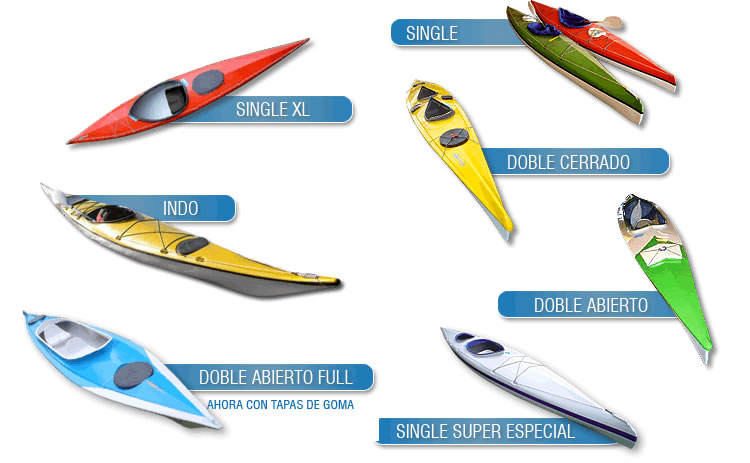 SINGLE
SINGLE XL
DOBLE CERRADO
INDO
DOBLE ABIERTO
DOBLE ABIERTO FULL
AHORA CON TAPAS DE GOMA
SINGLE SUPER ESPECIAL